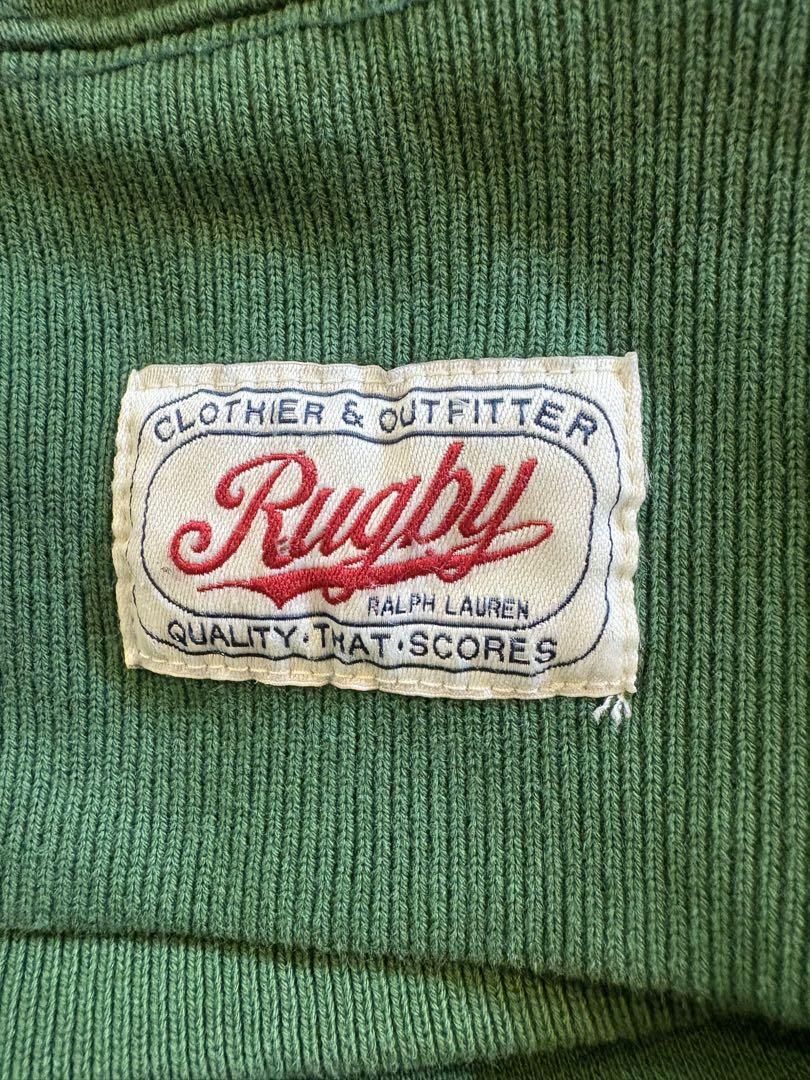 CLOTHIER & OUTFITTER
Rugby
RALPH LAUREN
QUALITY·THAT·SCORES